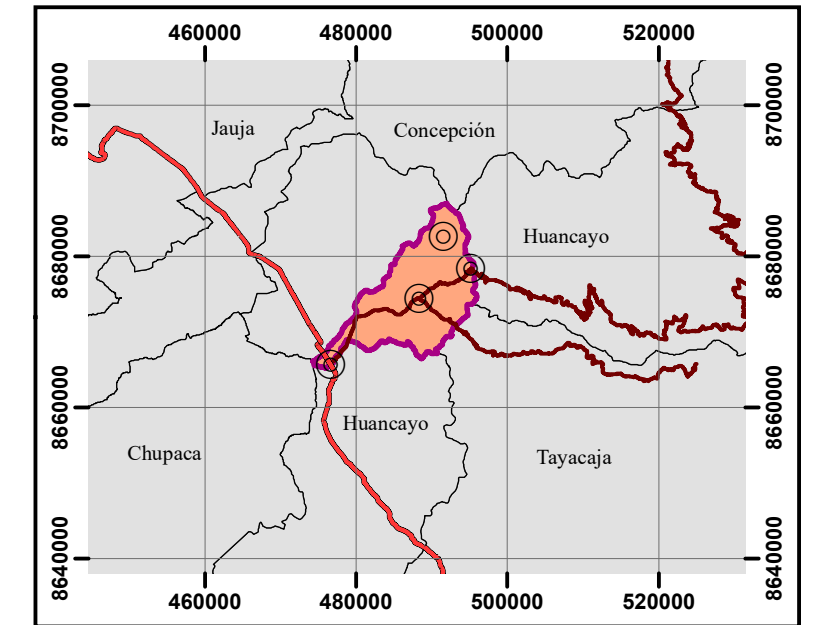 460000 480000 500000 520000
8700000 8700000
Jauja
Concepción
Huancayo
8680000 8680000
8660000 8660000
Huancayo
Chupaca
Tayacaja
8640000 8640000
460000 480000 500000 520000